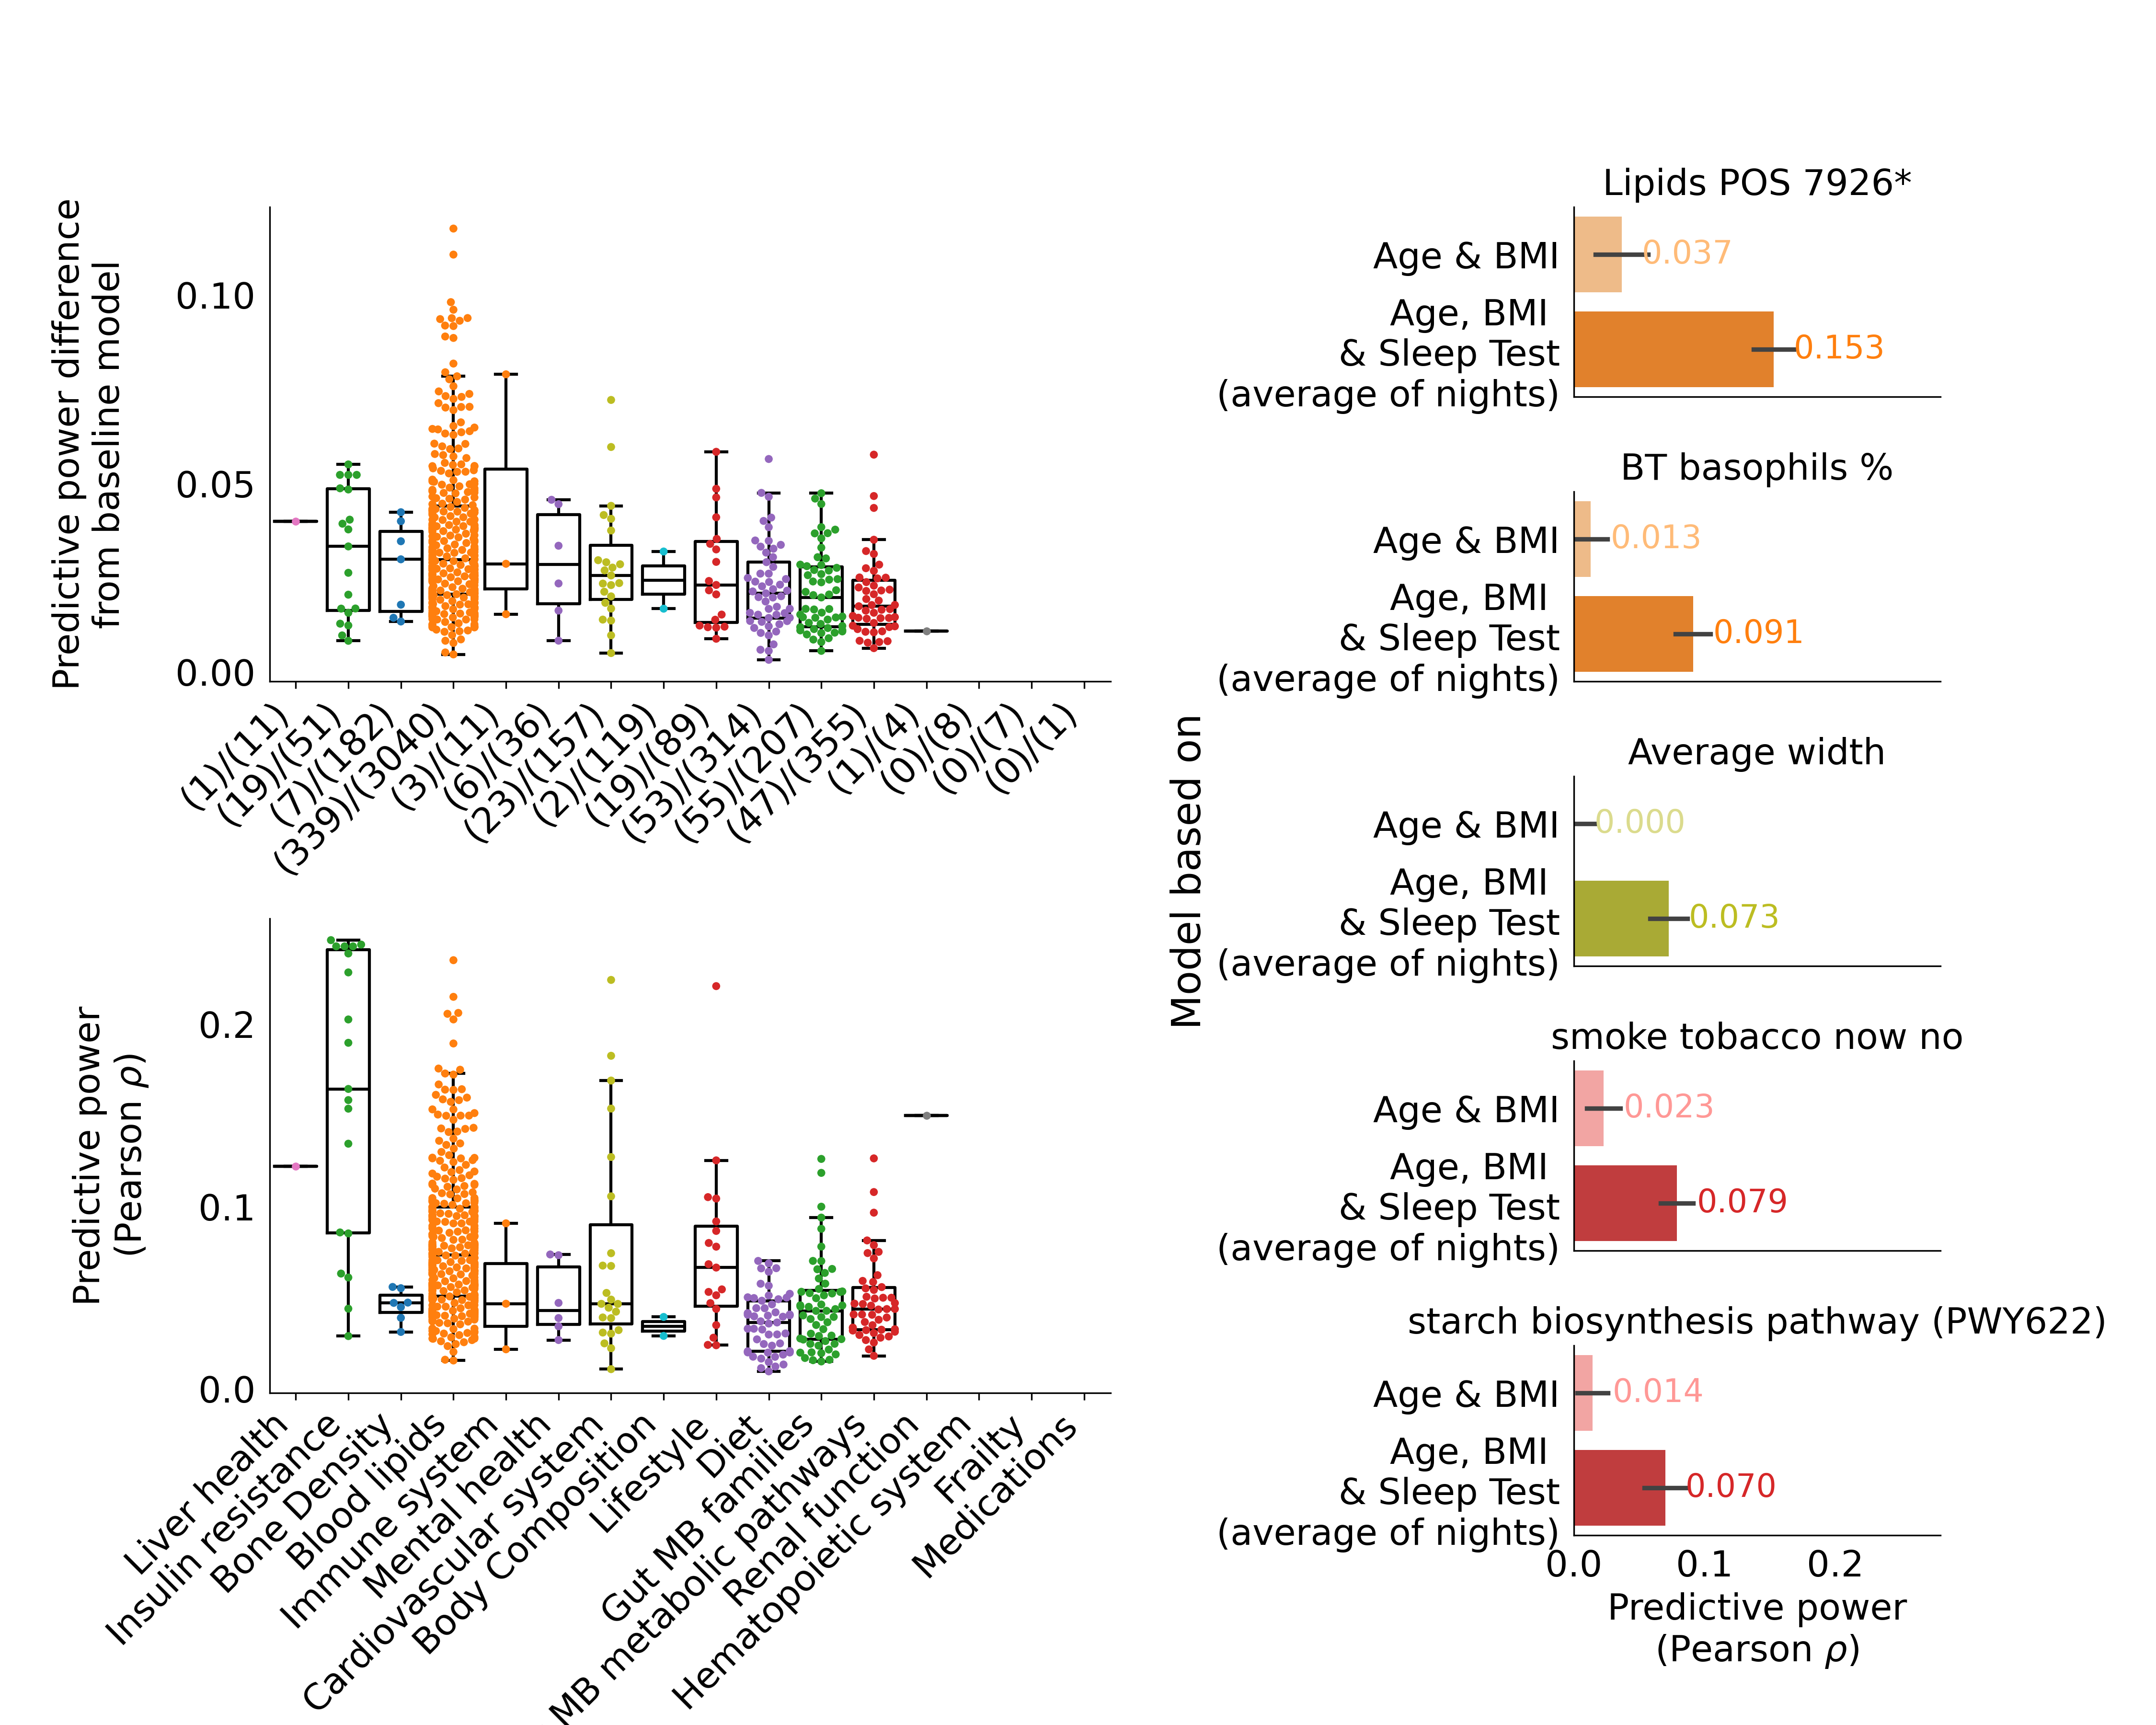 Predictive power difference
from baseline model
0.10
0.05
0.00
(1)/(11)
(19)/(51)
(7)/(182)
(339)/(3040)
(3)/(11)
(6)/(36)
(23)/(157)
(2)/(119)
(19)/(89)
(53)/(314)
(55)/(207)
(47)/(355)
(1)/(4)
(0)/(8)
(0)/(7)
(0)/(1)
Predictive power
(Pearson ρ)
0.2
0.1
0.0
Liver health
Insulin resistance
Bone Density
Blood lipids
Immune system
Mental health
Cardiovascular system
Body Composition
Lifestyle
Diet
Gut MB families
MB metabolic pathways
Renal function
Hematopoietic system
Frailty
Medications
Model based on
Lipids POS 7926*
Age & BMI
0.037
Age, BMI
& Sleep Test
(average of nights)
0.153
BT basophils %
Age & BMI
0.013
Age, BMI
& Sleep Test
(average of nights)
0.091
Average width
Age & BMI
0.000
Age, BMI
& Sleep Test
(average of nights)
0.073
smoke tobacco now no
Age & BMI
0.023
Age, BMI
& Sleep Test
(average of nights)
0.079
starch biosynthesis pathway (PWY622)
Age & BMI
0.014
Age, BMI
& Sleep Test
(average of nights)
0.070
0.0 0.1 0.2
Predictive power
(Pearson ρ)